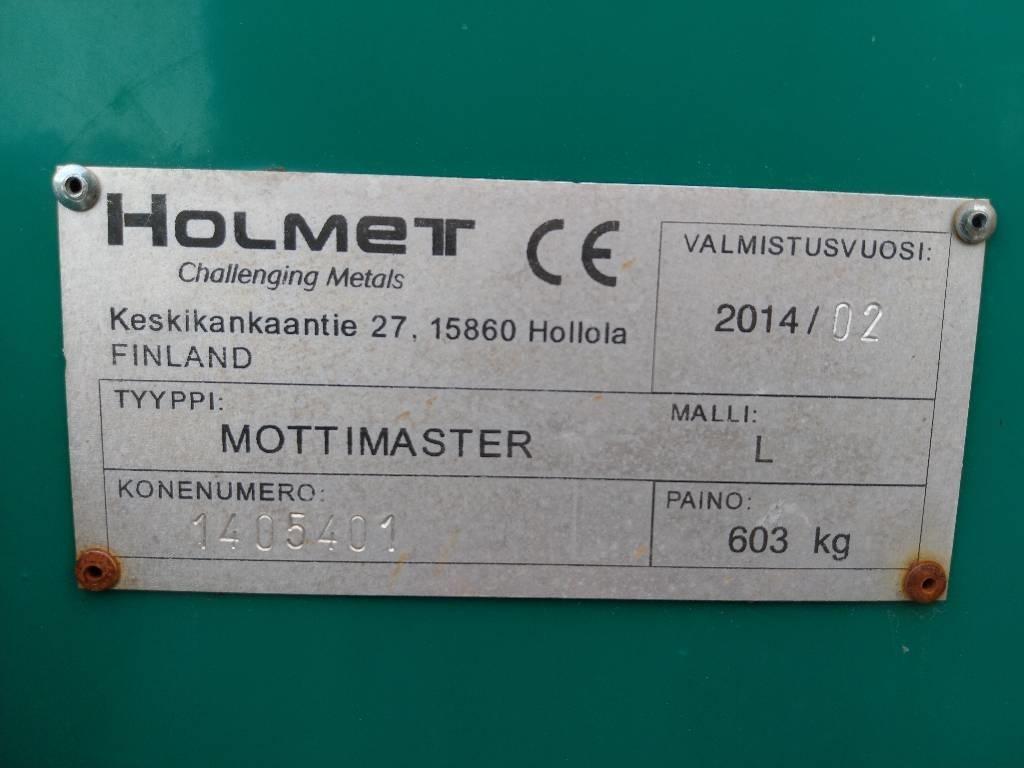 HOLMET CE
Challenging Metals
Keskikankaantie 27, 15860 Hollola
FINLAND
VALMISTUSVUOSI:
2014/02
TYYPPI:
MOTTIMASTER
MALLI:
L
KONENUMERO:
1405401
PAINO:
603 kg